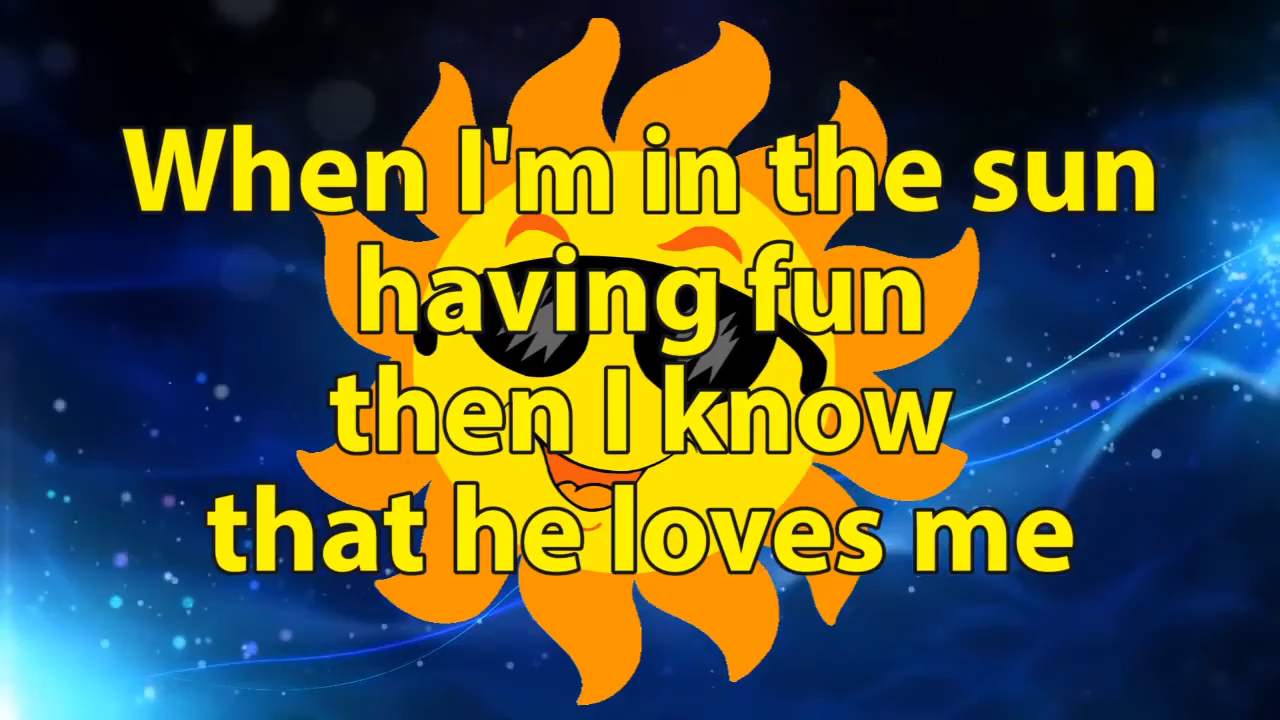 When I'm in the sun
having fun
then I know
that he loves me